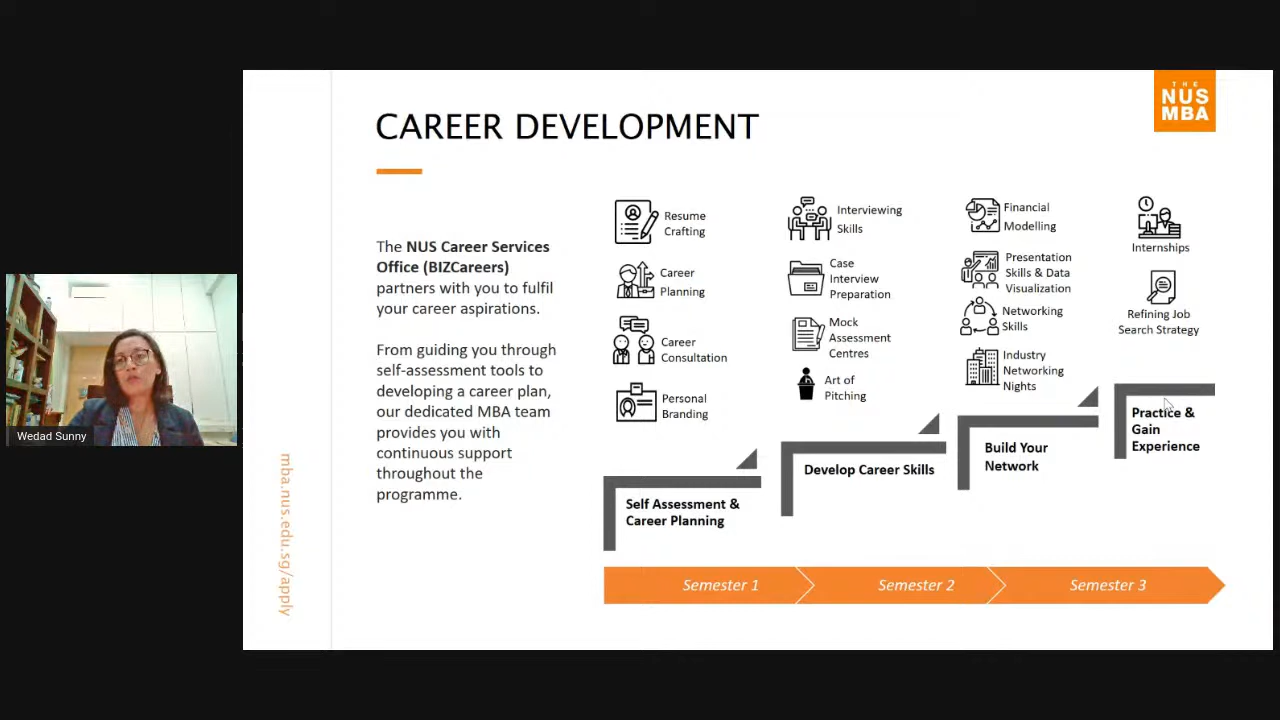 THE
NUS
MBA
CAREER DEVELOPMENT
The NUS Career Services
Office (BIZCareers)
partners with you to fulfil
your career aspirations.
From guiding you through
self-assessment tools to
developing a career plan,
our dedicated MBA team
provides you with
continuous support
throughout the
programme.
Resume
Crafting
Career
Planning
Career
Consultation
Personal
Branding
Self Assessment &
Career Planning
Interviewing
Skills
Case
Interview
Preparation
Mock
Assessment
Centres
Art of
Pitching
Develop Career Skills
Financial
Modelling
Presentation
Skills & Data
Visualization
Networking
Skills
Industry
Networking
Nights
Build Your
Network
Internships
Refining Job
Search Strategy
Practice &
Gain
Experience
Semester 1
Semester 2
Semester 3
mba.nus.edu.sg/apply
Wedad Sunny